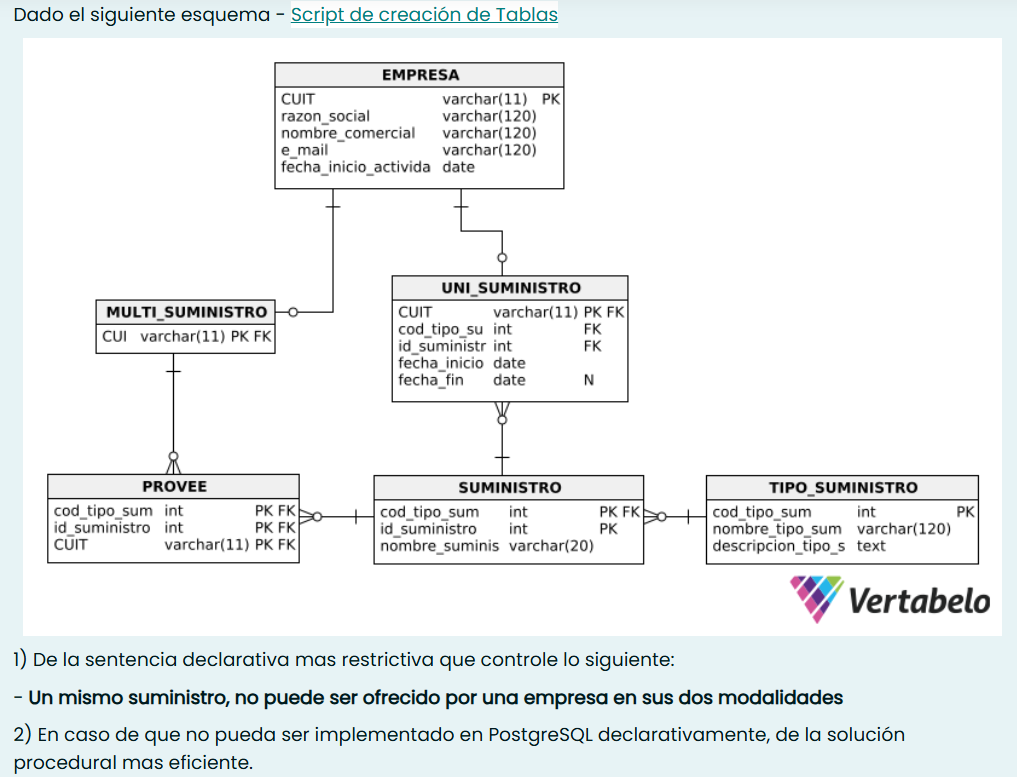 Dado el siguiente esquema - Script de creación de Tablas
EMPRESA
CUIT varchar(11) PK
razon_social varchar(120)
nombre_comercial varchar(120)
e_mail varchar(120)
fecha_inicio_activida date
MULTI_SUMINISTRO
CUI varchar(11) PK FK
UNI_SUMINISTRO
CUIT varchar(11) PK FK
cod_tipo_su int FK
id_suministr int FK
fecha_inicio date
fecha_fin date N
PROVEE
cod_tipo_sum int PK FK
id_suministro int PK FK
CUIT varchar(11) PK FK
SUMINISTRO
cod_tipo_sum int PK FK
id_suministro int PK
nombre_suminis varchar(20)
TIPO_SUMINISTRO
cod_tipo_sum int PK
nombre_tipo_sum varchar(120)
descripcion_tipo_s text
Vertabelo
1) De la sentencia declarativa mas restrictiva que controle lo siguiente:
- Un mismo suministro, no puede ser ofrecido por una empresa en sus dos modalidades
2) En caso de que no pueda ser implementado en PostgreSQL declarativamente, de la solución
procedural mas eficiente.